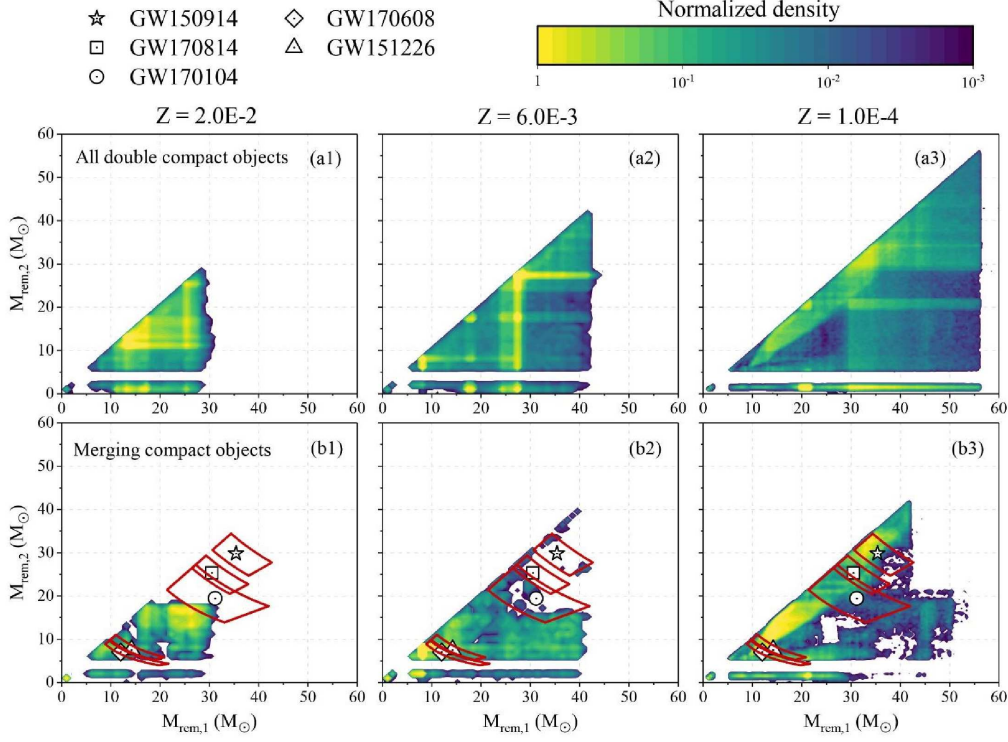 GW150914
GW170608
GW170814
GW151226
GW170104
Normalized density
1 10⁻¹ 10⁻² 10⁻³
Z = 2.0E-2
Z = 6.0E-3
Z = 1.0E-4
All double compact objects
(a1)
(a2)
(a3)
M_rem,2 (M_⊙)
60
50
40
30
20
10
0
0 10 20 30 40 50 60
0 10 20 30 40 50 60
0 10 20 30 40 50 60
Merging compact objects
(b1)
(b2)
(b3)
M_rem,2 (M_⊙)
60
50
40
30
20
10
0
0 10 20 30 40 50 60
0 10 20 30 40 50 60
0 10 20 30 40 50 60
M_rem,1 (M_⊙)
M_rem,1 (M_⊙)
M_rem,1 (M_⊙)